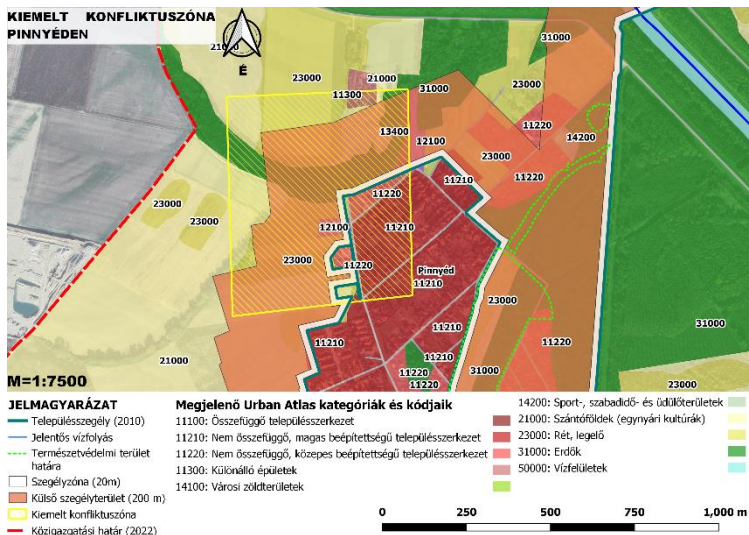 KIEMELT KONFLIKTUSZÓNA
PINNYÉDEN
É
31000
23000
21000
11300
31000
23000
13400
12100
11220
14200
23000
11220
11210
11220
11210
23000
12100
23000
11220
Pinnyéd
11210
23000
11210
11210
21000
11210
11220
11220
31000
11220
31000
23000
M=1:7500
JELMAGYARÁZAT
Településszegély (2010)
Jelentős vízfolyás
Természetvédelmi terület
határa
Szegélyzóna (20m)
Külső szegélyterület (200 m)
Kiemelt konfliktuszóna
Közigazgatási határ (2022)
Megjelenő Urban Atlas kategóriák és kódjaik
11100: Összefüggő településszerkezet
11210: Nem összefüggő, magas beépítettségű településszerkezet
11220: Nem összefüggő, közepes beépítettségű településszerkezet
11300: Különálló épületek
14100: Városi zöldterületek
14200: Sport-, szabadidő- és üdülőterületek
21000: Szántóföldek (egynyári kultúrák)
23000: Rét, legelő
31000: Erdők
50000: Vízfelületek
0 250 500 750 1,000 m